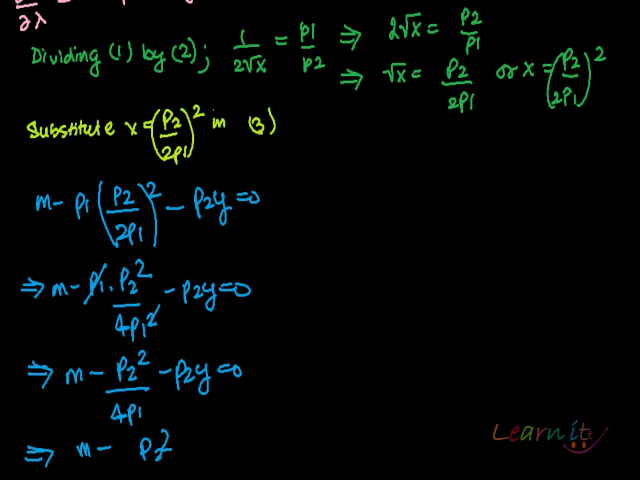 ∂λ
Dividing (1) by (2); 1/2√x = p1/p2 ⇒ 2√x = p2/p1
⇒ √x = p2/2p1 or x = (p2/2p1)²
Substitute x = (p2/2p1)² in (3)
m - p1 (p2/2p1)² - p2y = 0
⇒ m - p1 . p2²/4p1² - p2y = 0
⇒ m - p2²/4p1 - p2y = 0
⇒ m - p2
Learnit